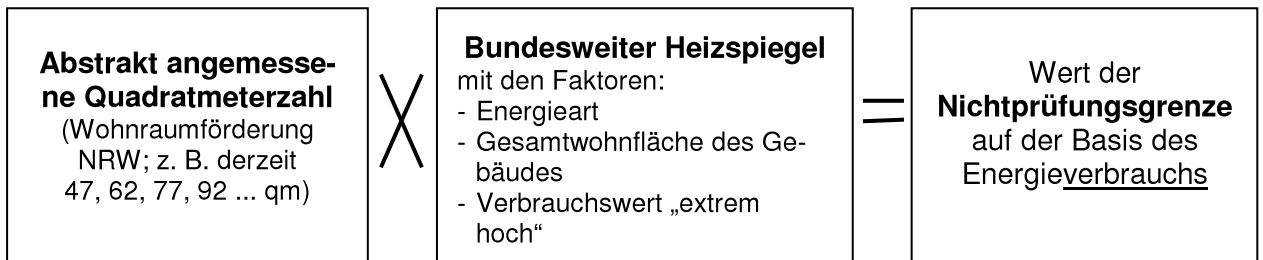 Abstrakt angemesse-
ne Quadratmeterzahl
(Wohnraumförderung
NRW; z. B. derzeit
47, 62, 77, 92 ... qm)
Bundesweiter Heizspiegel
mit den Faktoren:
- Energieart
- Gesamtwohnfläche des Ge-
bäudes
- Verbrauchswert „extrem
hoch“
Wert der
Nichtprüfungsgrenze
auf der Basis des
Energieverbrauchs